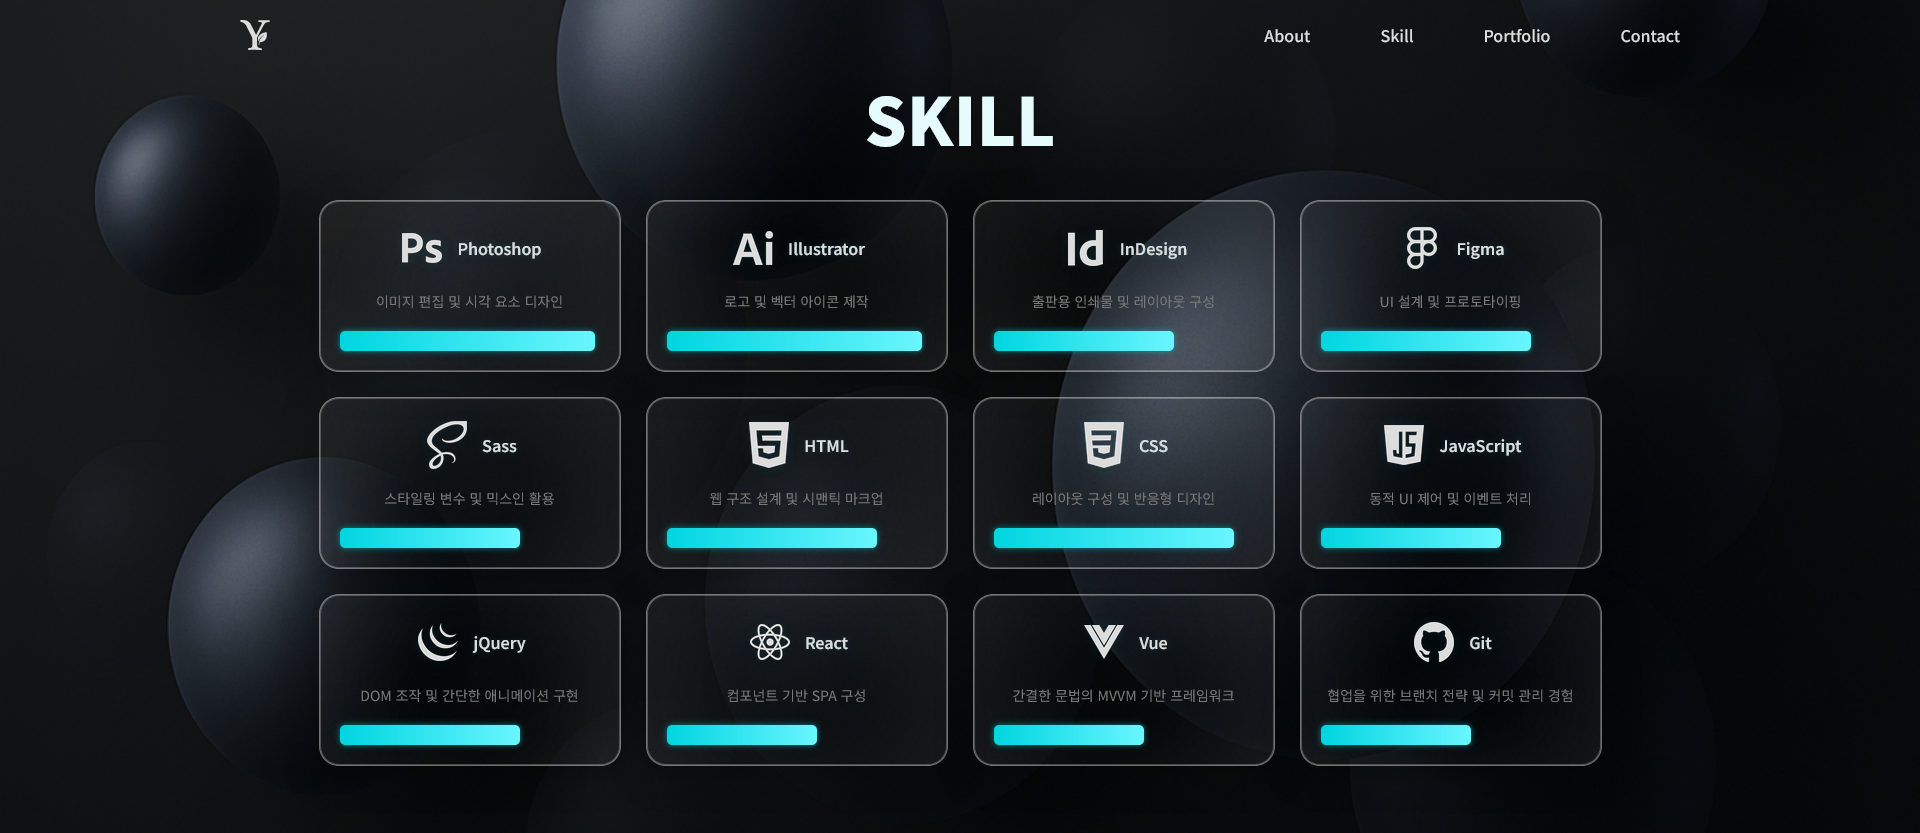 Y
About
Skill
Portfolio
Contact
SKILL
Ps Photoshop
이미지 편집 및 시각 요소 디자인
Ai Illustrator
로고 및 벡터 아이콘 제작
Id InDesign
출판용 인쇄물 및 레이아웃 구성
Figma
UI 설계 및 프로토타이핑
Sass
스타일링 변수 및 믹스인 활용
5 HTML
웹 구조 설계 및 시맨틱 마크업
3 CSS
레이아웃 구성 및 반응형 디자인
JS JavaScript
동적 UI 제어 및 이벤트 처리
jQuery
DOM 조작 및 간단한 애니메이션 구현
React
컴포넌트 기반 SPA 구성
Vue
간결한 문법의 MVVM 기반 프레임워크
Git
협업을 위한 브랜치 전략 및 커밋 관리 경험